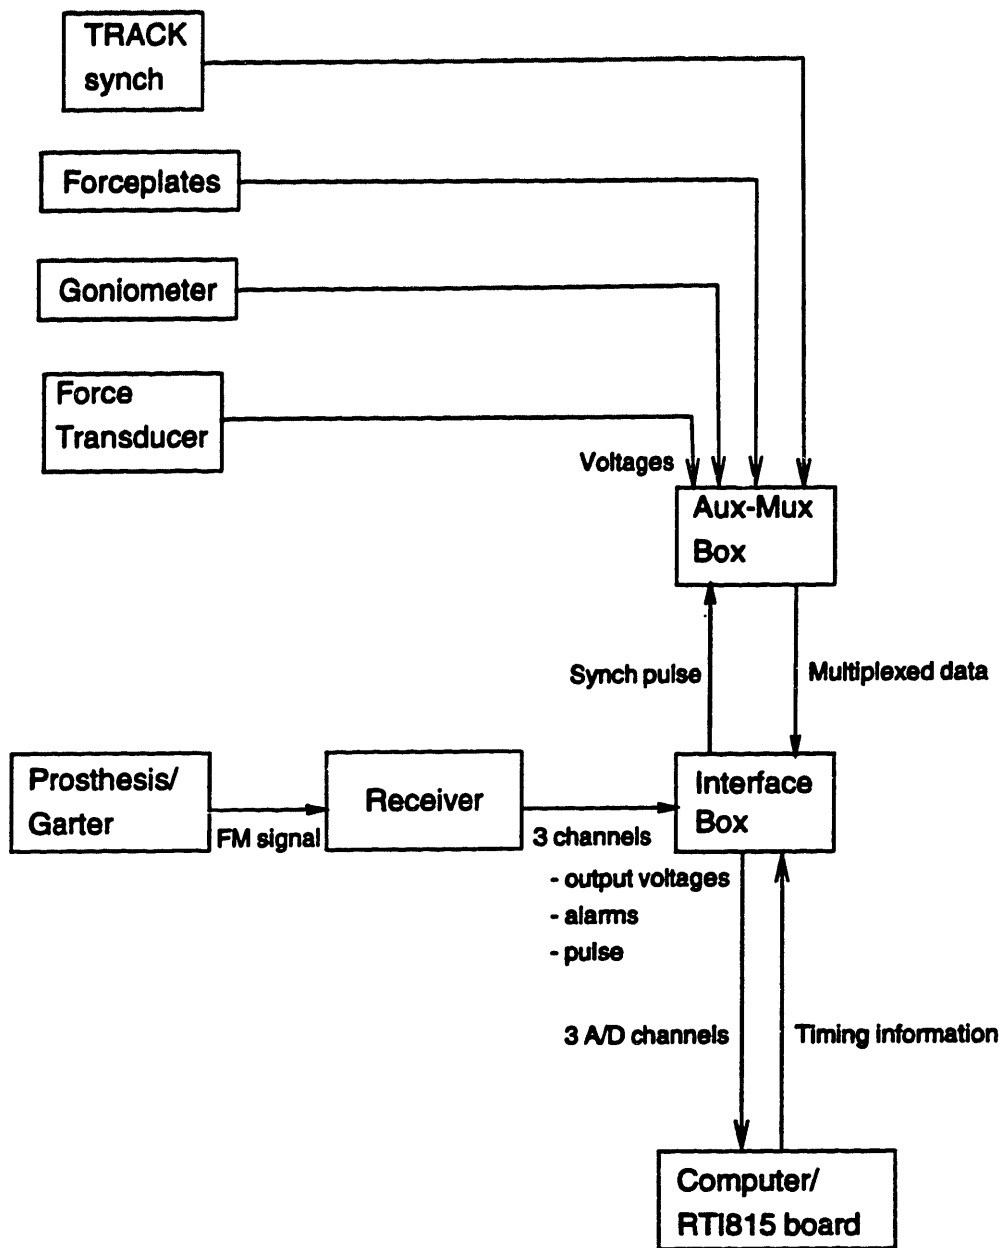 TRACK
synch
Forceplates
Goniometer
Force
Transducer
Voltages
Aux-Mux
Box
Synch pulse
Multiplexed data
Prosthesis/
Garter
FM signal
Receiver
3 channels
- output voltages
- alarms
- pulse
Interface
Box
3 A/D channels
Timing information
Computer/
RTI815 board